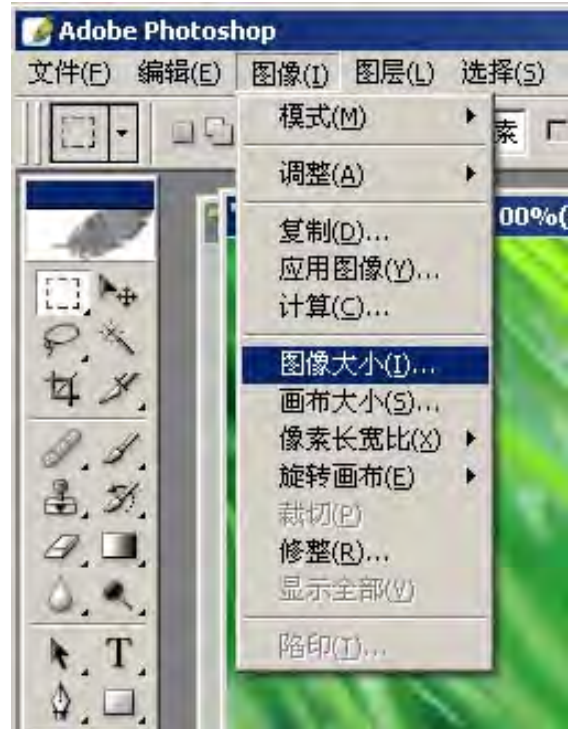 Adobe Photoshop
文件(F) 编辑(E) 图像(I) 图层(L) 选择(S)
模式(M)
素
调整(A)
00%(
复制(D)...
应用图像(Y)...
计算(C)...
图像大小(I)...
画布大小(S)...
像素长宽比(X)
旋转画布(E)
裁切(P)
修整(R)...
显示全部(V)
陷印(T)...
T